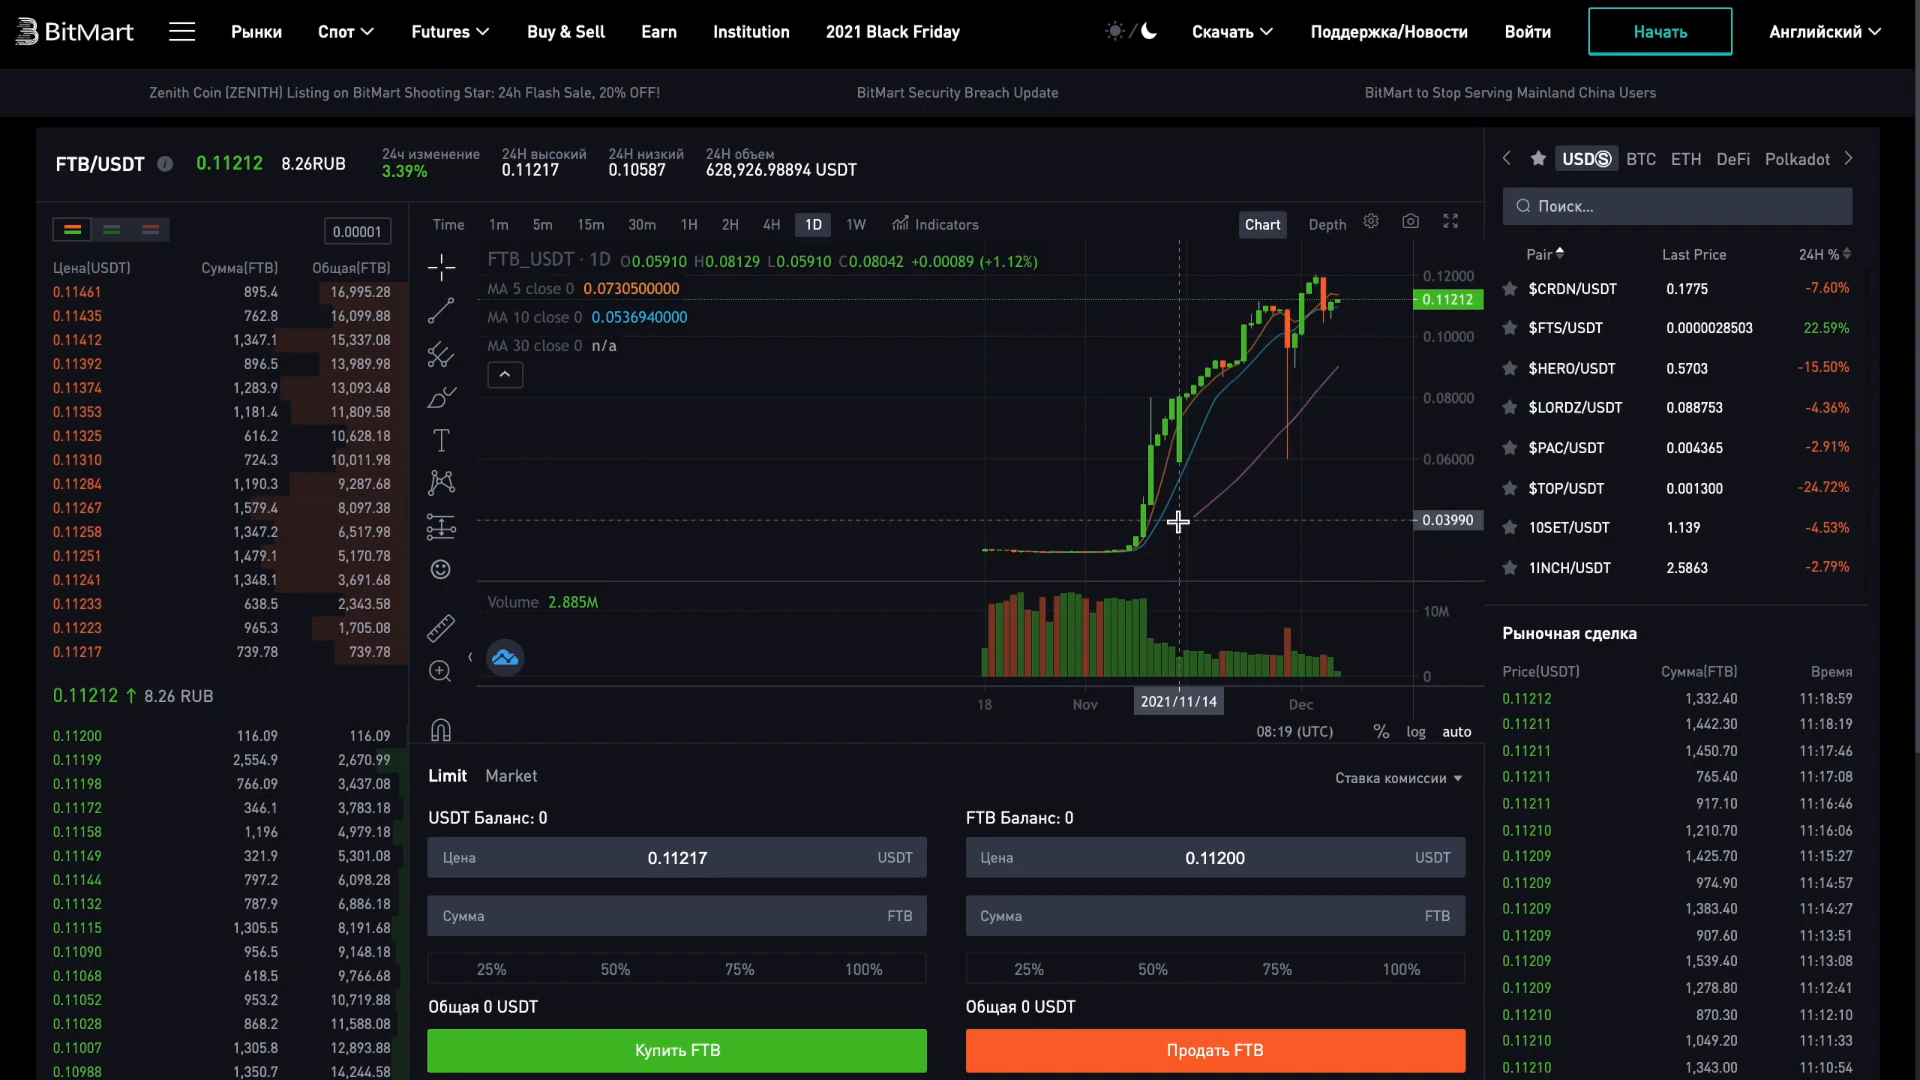 BitMart Рынки Спот Futures Buy & Sell Earn Institution 2021 Black Friday Скачать Поддержка/Новости Войти Начать Английский
Zenith Coin (ZENITH) Listing on BitMart Shooting Star: 24h Flash Sale, 20% OFF! BitMart Security Breach Update BitMart to Stop Serving Mainland China Users
FTB/USDT 0.11212 8.26RUB
24ч изменение 24H высокий 24H низкий 24H объем
3.39% 0.11217 0.10587 628,926.98894 USDT
0.00001
Цена(USDT) Сумма(FTB) Общая(FTB)
0.11461 895.4 16,995.28
0.11435 762.8 16,099.88
0.11412 1,347.1 15,337.08
0.11392 896.5 13,989.98
0.11374 1,283.9 13,093.48
0.11353 1,181.4 11,809.58
0.11325 616.2 10,628.18
0.11310 724.3 10,011.98
0.11284 1,190.3 9,287.68
0.11267 1,579.4 8,097.38
0.11258 1,347.2 6,517.98
0.11251 1,479.1 5,170.78
0.11241 1,348.1 3,691.68
0.11233 638.5 2,343.58
0.11223 965.3 1,705.08
0.11217 739.78 739.78
0.11212 ↑ 8.26 RUB
0.11200 116.09 116.09
0.11199 2,554.9 2,670.99
0.11198 766.09 3,437.08
0.11172 346.1 3,783.18
0.11158 1,196 4,979.18
0.11149 321.9 5,301.08
0.11144 797.2 6,098.28
0.11132 787.9 6,886.18
0.11115 1,305.5 8,191.68
0.11090 956.5 9,148.18
0.11068 618.5 9,766.68
0.11052 953.2 10,719.88
0.11028 868.2 11,588.08
0.11007 1,305.8 12,893.88
0.10988 1,350.7 14,244.58
Time 1m 5m 15m 30m 1H 2H 4H 1D 1W Indicators Chart Depth
FTB_USDT · 1D O0.05910 H0.08129 L0.05910 C0.08042 +0.00089 (+1.12%)
MA 5 close 0 0.0730500000
MA 10 close 0 0.0536940000
MA 30 close 0 n/a
0.12000
0.11212
0.10000
0.08000
0.06000
0.03990
Volume 2.885M
10M
0
18 Nov 2021/11/14 Dec
08:19 (UTC) % log auto
Limit Market Ставка комиссии
USDT Баланс: 0
Цена 0.11217 USDT
Сумма FTB
25% 50% 75% 100%
Общая 0 USDT
Купить FTB
FTB Баланс: 0
Цена 0.11200 USDT
Сумма FTB
25% 50% 75% 100%
Общая 0 USDT
Продать FTB
USDⓈ BTC ETH DeFi Polkadot
Поиск...
Pair Last Price 24H %
$CRDN/USDT 0.1775 -7.60%
$FTS/USDT 0.0000028503 22.59%
$HERO/USDT 0.5703 -15.50%
$LORDZ/USDT 0.088753 -4.36%
$PAC/USDT 0.004365 -2.91%
$TOP/USDT 0.001300 -24.72%
10SET/USDT 1.139 -4.53%
1INCH/USDT 2.5863 -2.79%
Рыночная сделка
Price(USDT) Сумма(FTB) Время
0.11212 1,332.40 11:18:59
0.11211 1,442.30 11:18:19
0.11211 1,450.70 11:17:46
0.11211 765.40 11:17:08
0.11211 917.10 11:16:46
0.11210 1,210.70 11:16:06
0.11209 1,425.70 11:15:27
0.11209 974.90 11:14:57
0.11209 1,383.40 11:14:27
0.11209 907.60 11:13:51
0.11209 1,539.40 11:13:08
0.11209 1,278.80 11:12:41
0.11210 870.30 11:12:10
0.11210 1,049.20 11:11:33
0.11210 1,343.00 11:10:54